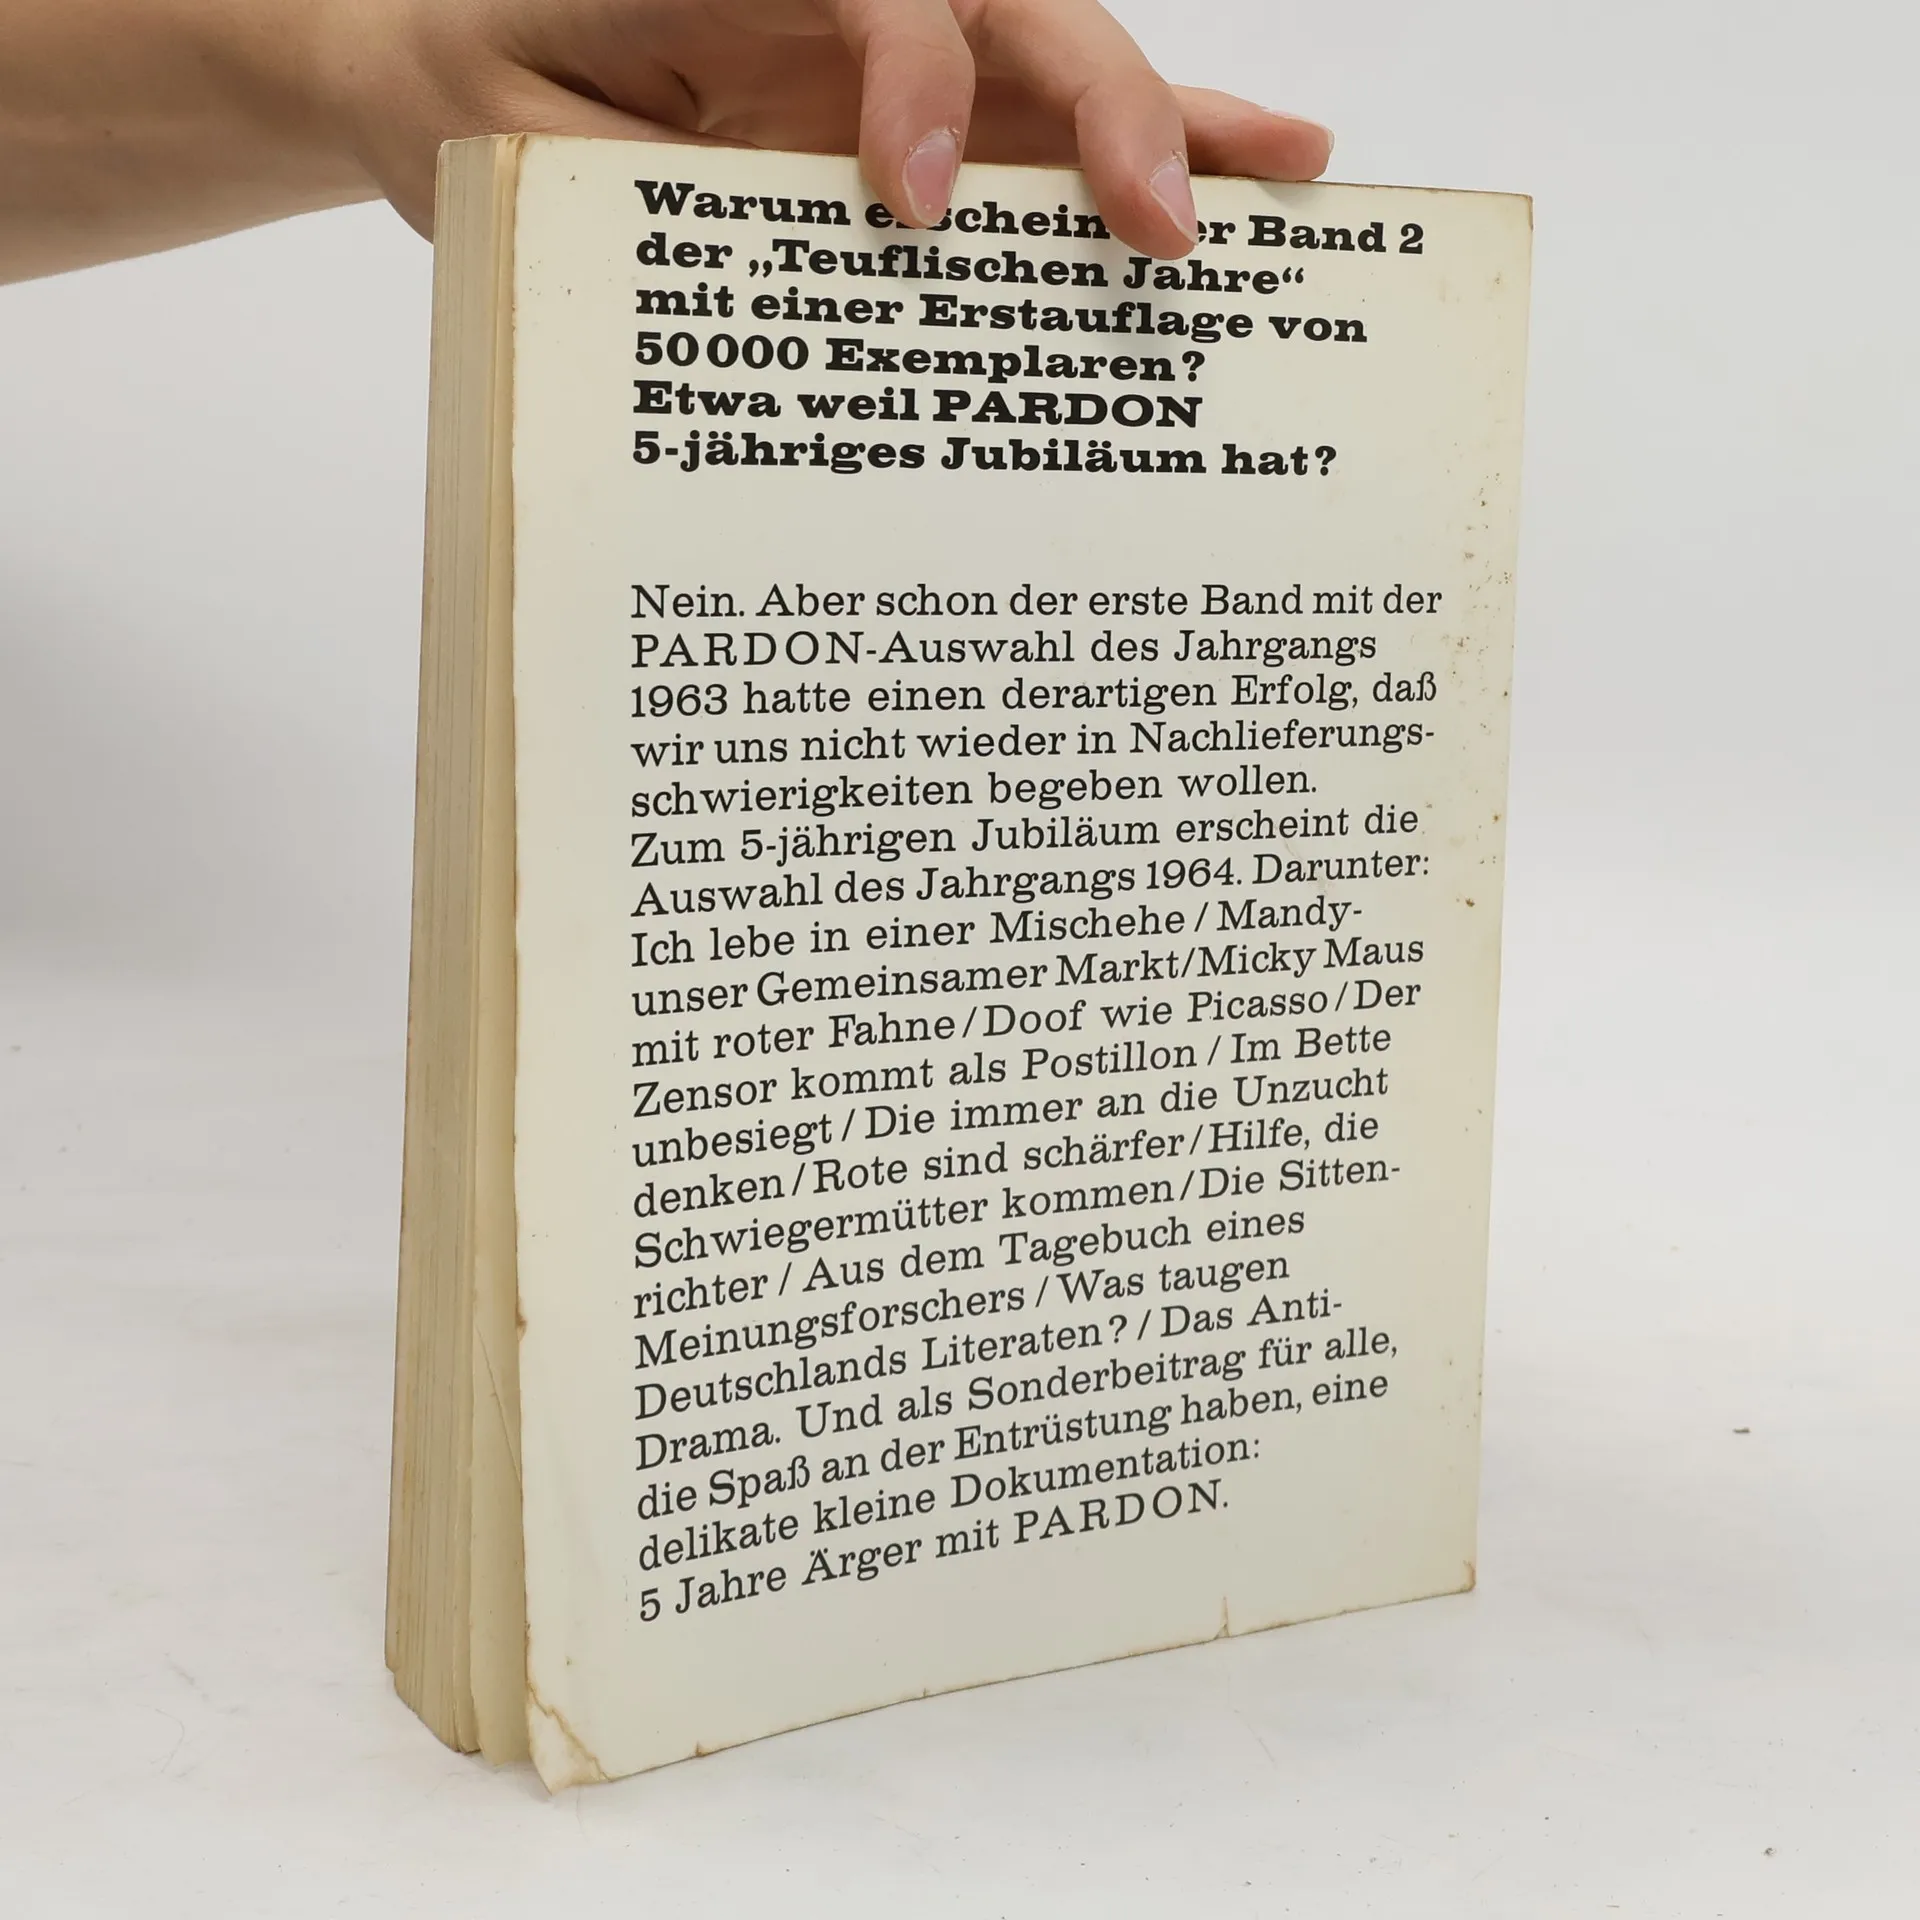 Warum erscheint der Band 2
der „Teuflischen Jahre“
mit einer Erstauflage von
50000 Exemplaren?
Etwa weil PARDON
5-jähriges Jubiläum hat?
Nein. Aber schon der erste Band mit der
PARDON-Auswahl des Jahrgangs
1963 hatte einen derartigen Erfolg, daß
wir uns nicht wieder in Nachlieferungs-
schwierigkeiten begeben wollen.
Zum 5-jährigen Jubiläum erscheint die
Auswahl des Jahrgangs 1964. Darunter:
Ich lebe in einer Mischehe / Mandy-
unser Gemeinsamer Markt/Micky Maus
mit roter Fahne/Doof wie Picasso/Der
Zensor kommt als Postillon / Im Bette
unbesiegt / Die immer an die Unzucht
denken/Rote sind schärfer/Hilfe, die
Schwiegermütter kommen/Die Sitten-
richter / Aus dem Tagebuch eines
Meinungsforschers / Was taugen
Deutschlands Literaten? / Das Anti-
Drama. Und als Sonderbeitrag für alle,
die Spaß an der Entrüstung haben, eine
delikate kleine Dokumentation:
5 Jahre Ärger mit PARDON.